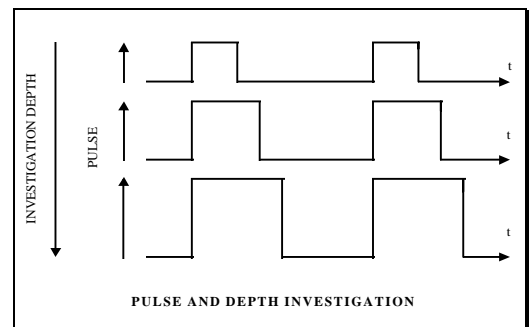 INVESTIGATION DEPTH
PULSE
t
t
t
PULSE AND DEPTH INVESTIGATION